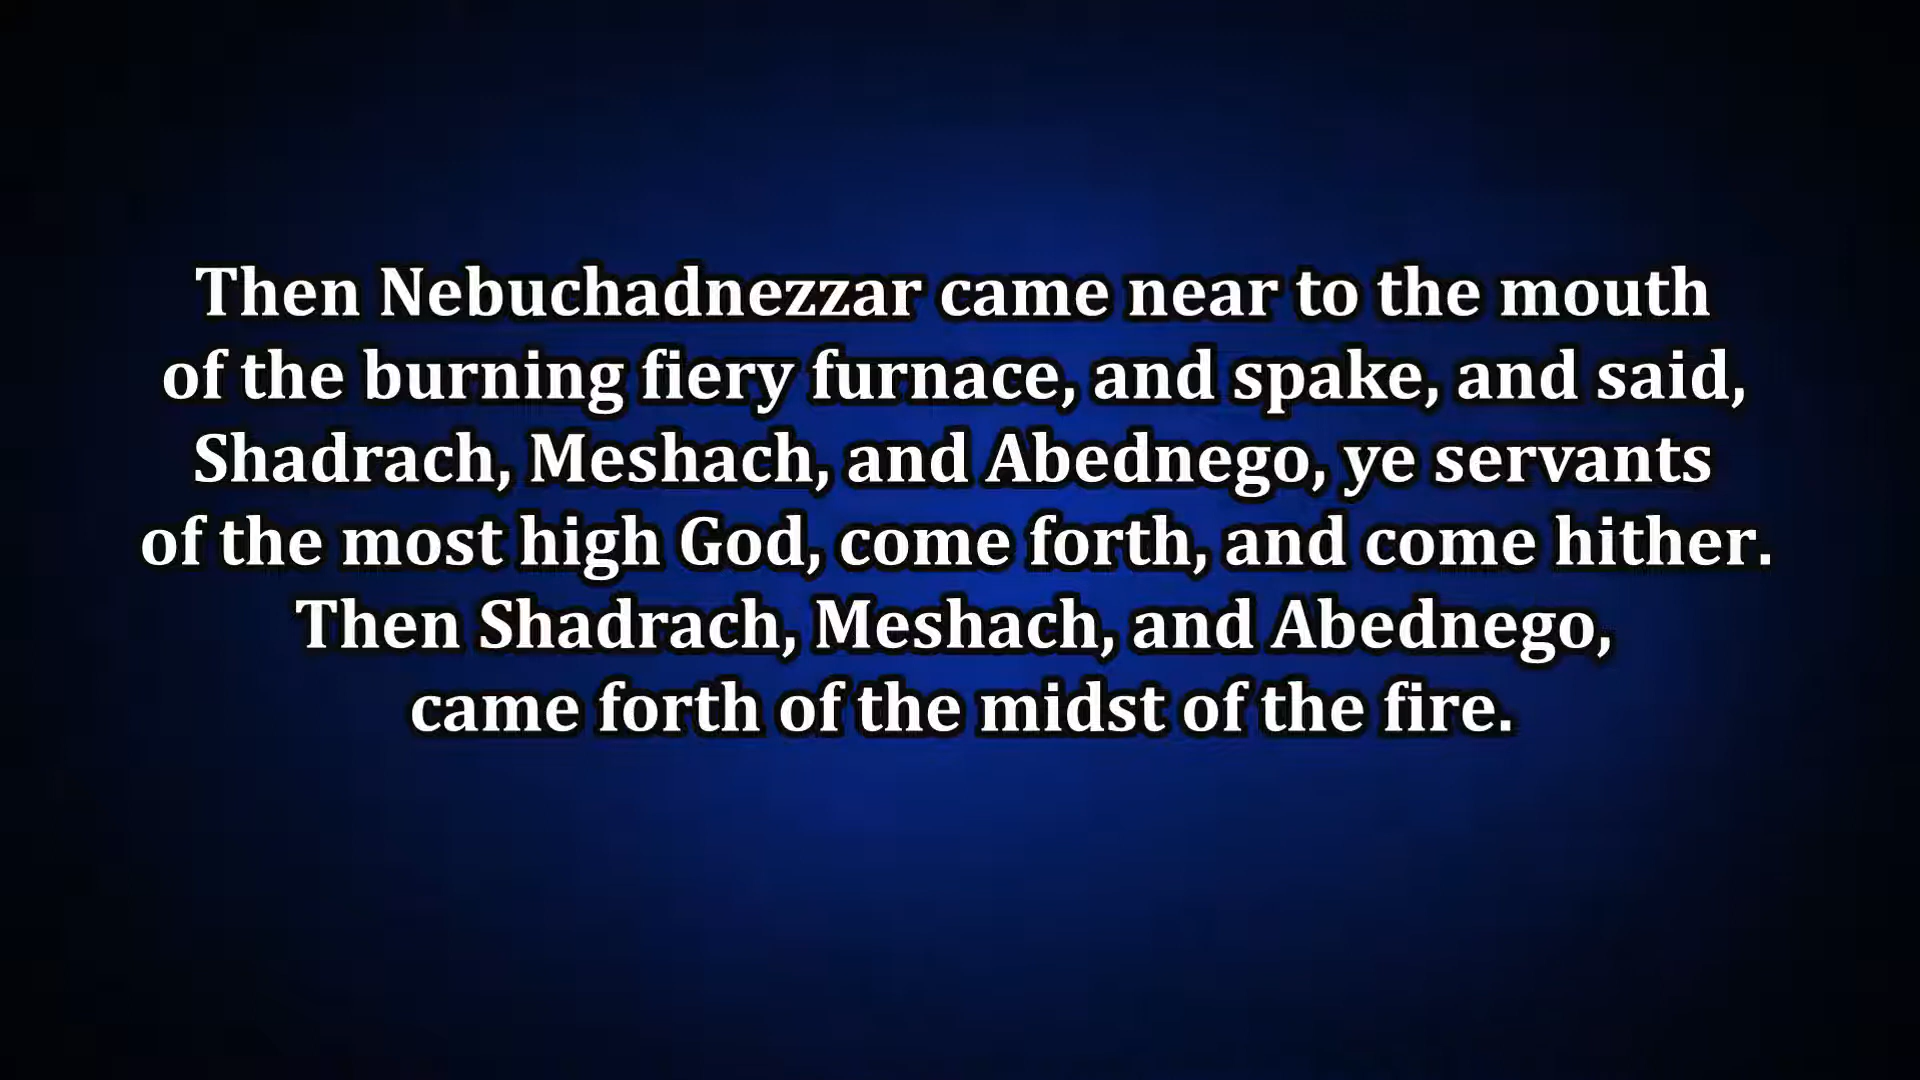 Then Nebuchadnezzar came near to the mouth
of the burning fiery furnace, and spake, and said,
Shadrach, Meshach, and Abednego, ye servants
of the most high God, come forth, and come hither.
Then Shadrach, Meshach, and Abednego,
came forth of the midst of the fire.